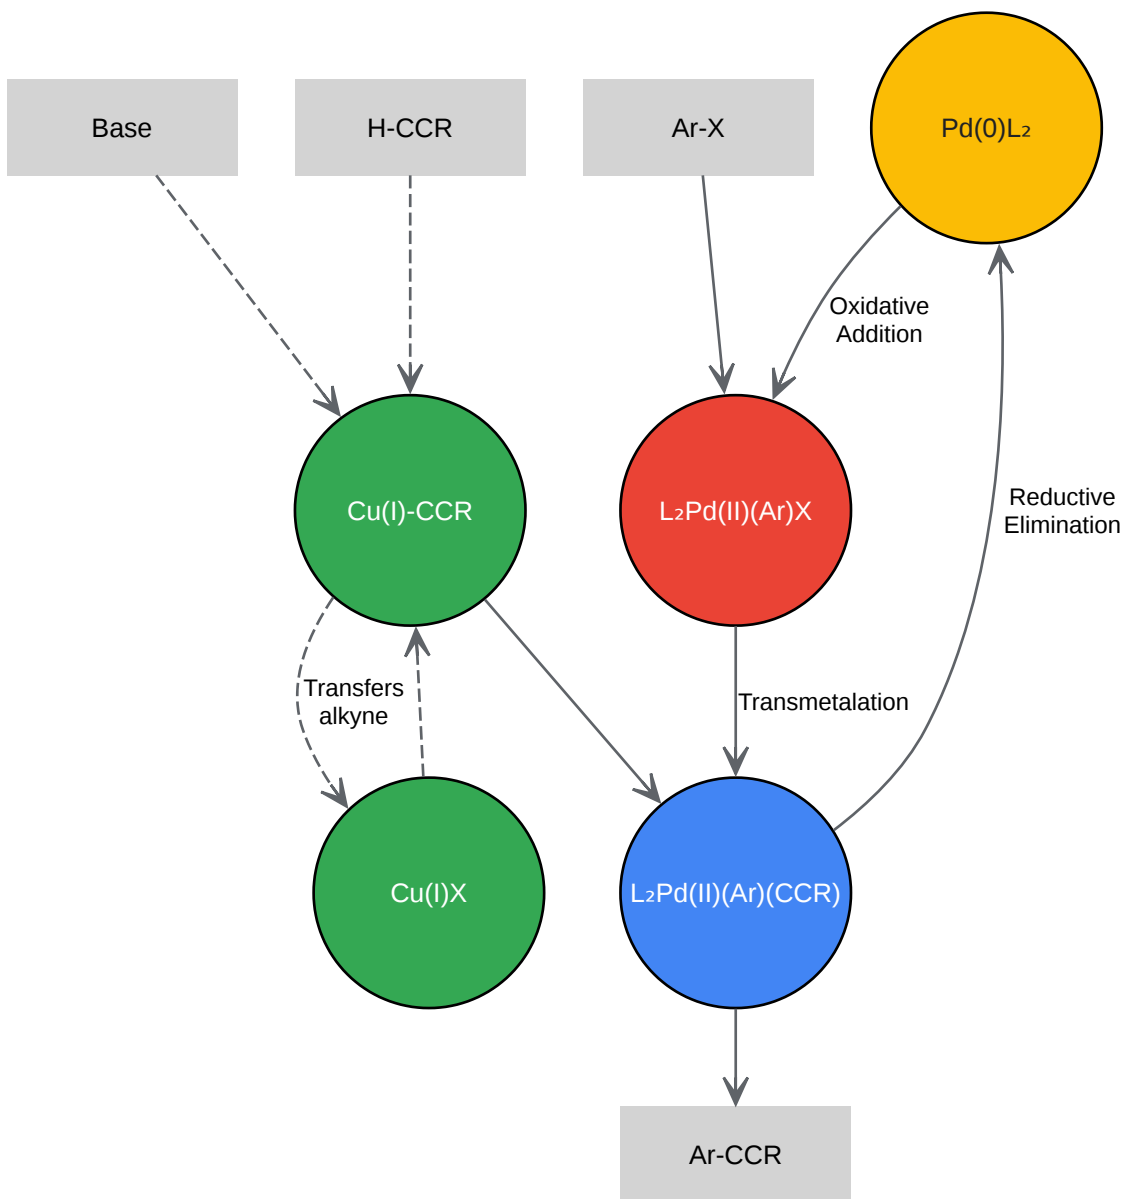 Base
H-CCR
Ar-X
Pd(0)L₂
Oxidative
Addition
Cu(I)-CCR
L₂Pd(II)(Ar)X
Reductive
Elimination
Transfers
alkyne
Transmetalation
Cu(I)X
L₂Pd(II)(Ar)(CCR)
Ar-CCR